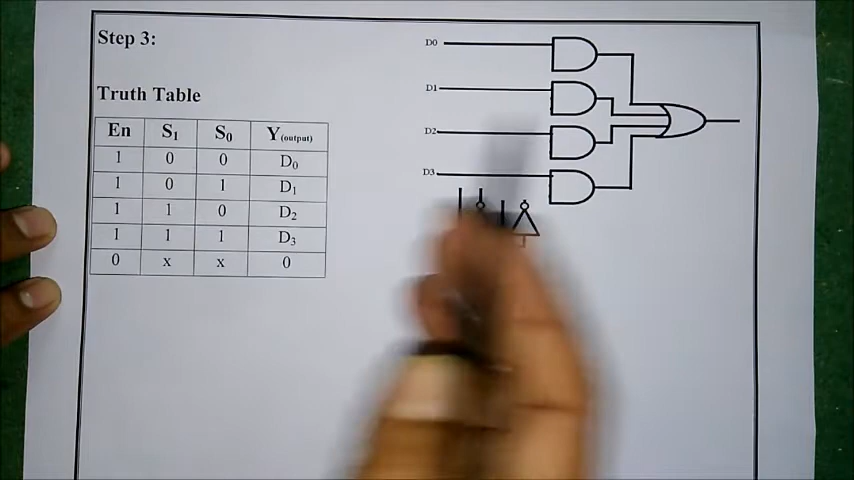 Step 3:
Truth Table
En S₁ S₀ Y(output)
1 0 0 D₀
1 0 1 D₁
1 1 0 D₂
1 1 1 D₃
0 x x 0
D0
D1
D2
D3